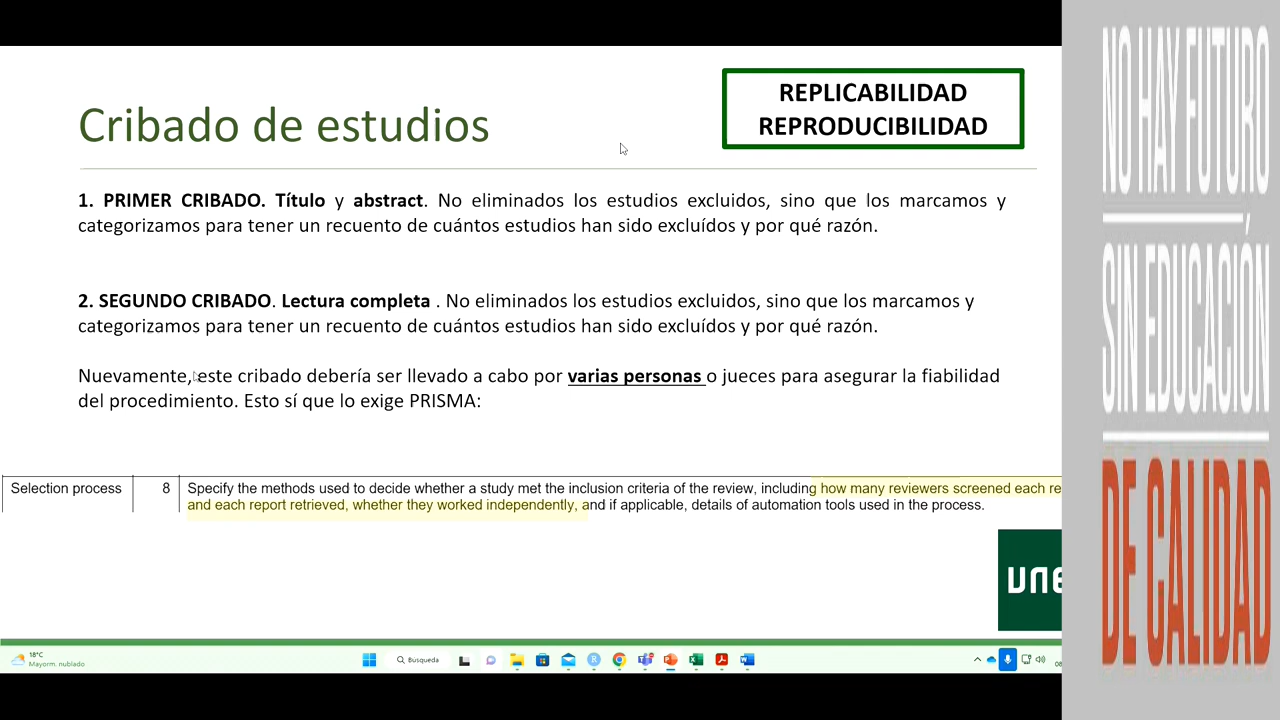 Cribado de estudios
REPLICABILIDAD
REPRODUCIBILIDAD
1. PRIMER CRIBADO. Título y abstract. No eliminados los estudios excluidos, sino que los marcamos y
categorizamos para tener un recuento de cuántos estudios han sido excluídos y por qué razón.
2. SEGUNDO CRIBADO. Lectura completa . No eliminados los estudios excluidos, sino que los marcamos y
categorizamos para tener un recuento de cuántos estudios han sido excluídos y por qué razón.
Nuevamente, este cribado debería ser llevado a cabo por varias personas o jueces para asegurar la fiabilidad
del procedimiento. Esto sí que lo exige PRISMA:
Selection process 8 Specify the methods used to decide whether a study met the inclusion criteria of the review, including how many reviewers screened each re
and each report retrieved, whether they worked independently, and if applicable, details of automation tools used in the process.
UNE
18°C
Mayorm. nublado
Búsqueda
NO HAY FUTURO
SIN EDUCACIÓN
DE CALIDAD